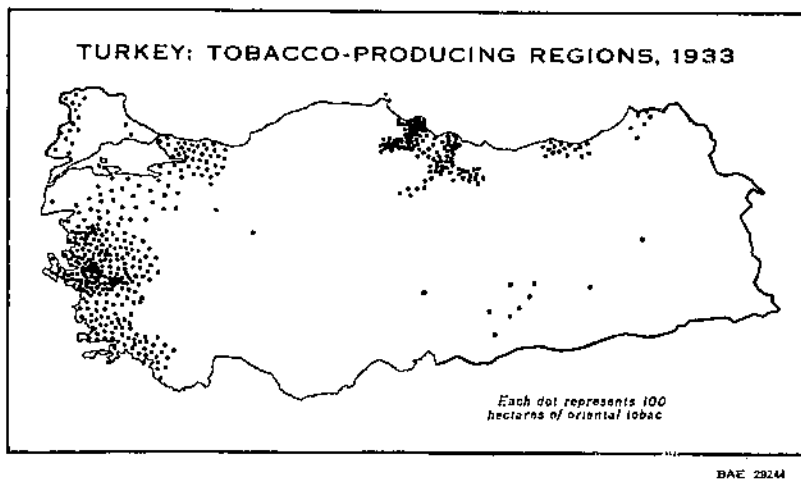 TURKEY: TOBACCO-PRODUCING REGIONS, 1933
Each dot represents 100
hectares of oriental tobac
BAE 29244